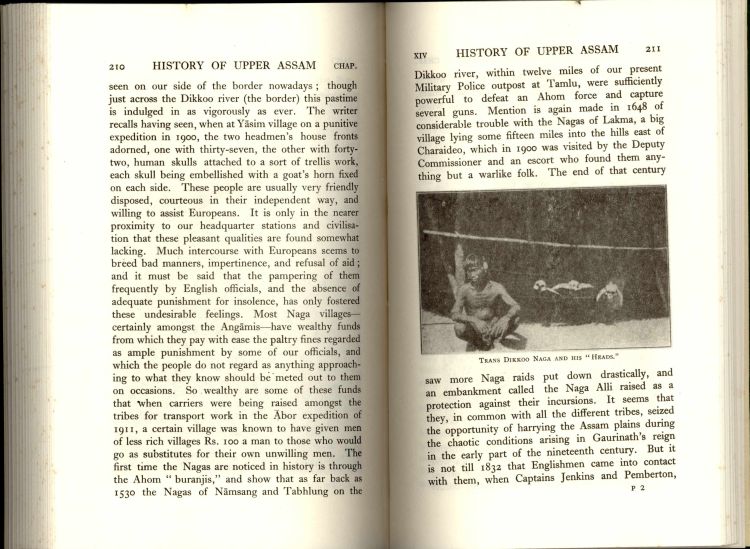 210 HISTORY OF UPPER ASSAM CHAP.
seen on our side of the border nowadays ; though
just across the Dikkoo river (the border) this pastime
is indulged in as vigorously as ever. The writer
recalls having seen, when at Yāsim village on a punitive
expedition in 1900, the two headmen's house fronts
adorned, one with thirty-seven, the other with forty-
two, human skulls attached to a sort of trellis work,
each skull being embellished with a goat's horn fixed
on each side. These people are usually very friendly
disposed, courteous in their independent way, and
willing to assist Europeans. It is only in the nearer
proximity to our headquarter stations and civilisa-
tion that these pleasant qualities are found somewhat
lacking. Much intercourse with Europeans seems to
breed bad manners, impertinence, and refusal of aid ;
and it must be said that the pampering of them
frequently by English officials, and the absence of
adequate punishment for insolence, has only fostered
these undesirable feelings. Most Naga villages—
certainly amongst the Angāmis—have wealthy funds
from which they pay with ease the paltry fines regarded
as ample punishment by some of our officials, and
which the people do not regard as anything approach-
ing to what they know should be meted out to them
on occasions. So wealthy are some of these funds
that when carriers were being raised amongst the
tribes for transport work in the Ābor expedition of
1911, a certain village was known to have given men
of less rich villages Rs. 100 a man to those who would
go as substitutes for their own unwilling men. The
first time the Nagas are noticed in history is through
the Ahom " buranjis," and show that as far back as
1530 the Nagas of Nāmsang and Tabhlung on the
XIV HISTORY OF UPPER ASSAM 211
Dikkoo river, within twelve miles of our present
Military Police outpost at Tamlu, were sufficiently
powerful to defeat an Ahom force and capture
several guns. Mention is again made in 1648 of
considerable trouble with the Nagas of Lakma, a big
village lying some fifteen miles into the hills east of
Charaideo, which in 1900 was visited by the Deputy
Commissioner and an escort who found them any-
thing but a warlike folk. The end of that century
TRANS DIKKOO NAGA AND HIS "HEADS."
saw more Naga raids put down drastically, and
an embankment called the Naga Alli raised as a
protection against their incursions. It seems that
they, in common with all the different tribes, seized
the opportunity of harrying the Assam plains during
the chaotic conditions arising in Gaurinath's reign
in the early part of the nineteenth century. But it
is not till 1832 that Englishmen came into contact
with them, when Captains Jenkins and Pemberton,
P 2